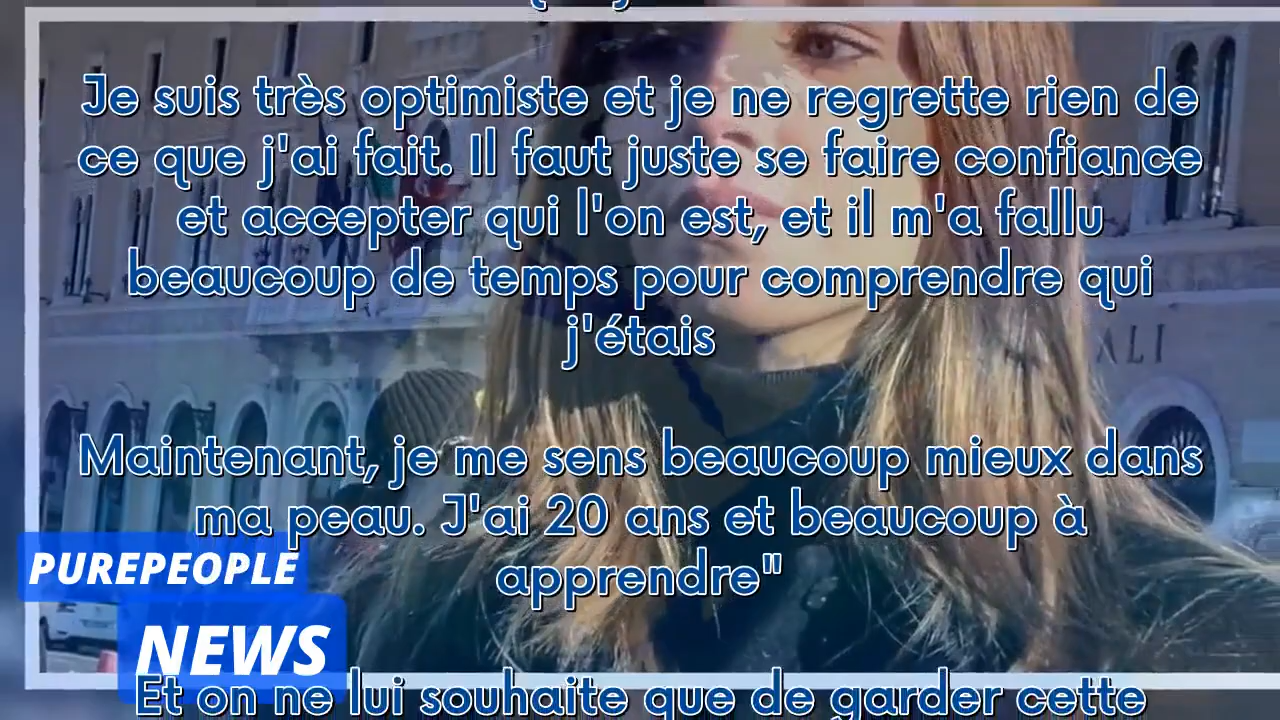 Je suis très optimiste et je ne regrette rien de
ce que j'ai fait. Il faut juste se faire confiance
et accepter qui l'on est, et il m'a fallu
beaucoup de temps pour comprendre qui
j'étais
ALI
Maintenant, je me sens beaucoup mieux dans
ma peau. J'ai 20 ans et beaucoup à
apprendre"
PUREPEOPLE
NEWS
Et on ne lui souhaite que de garder cette